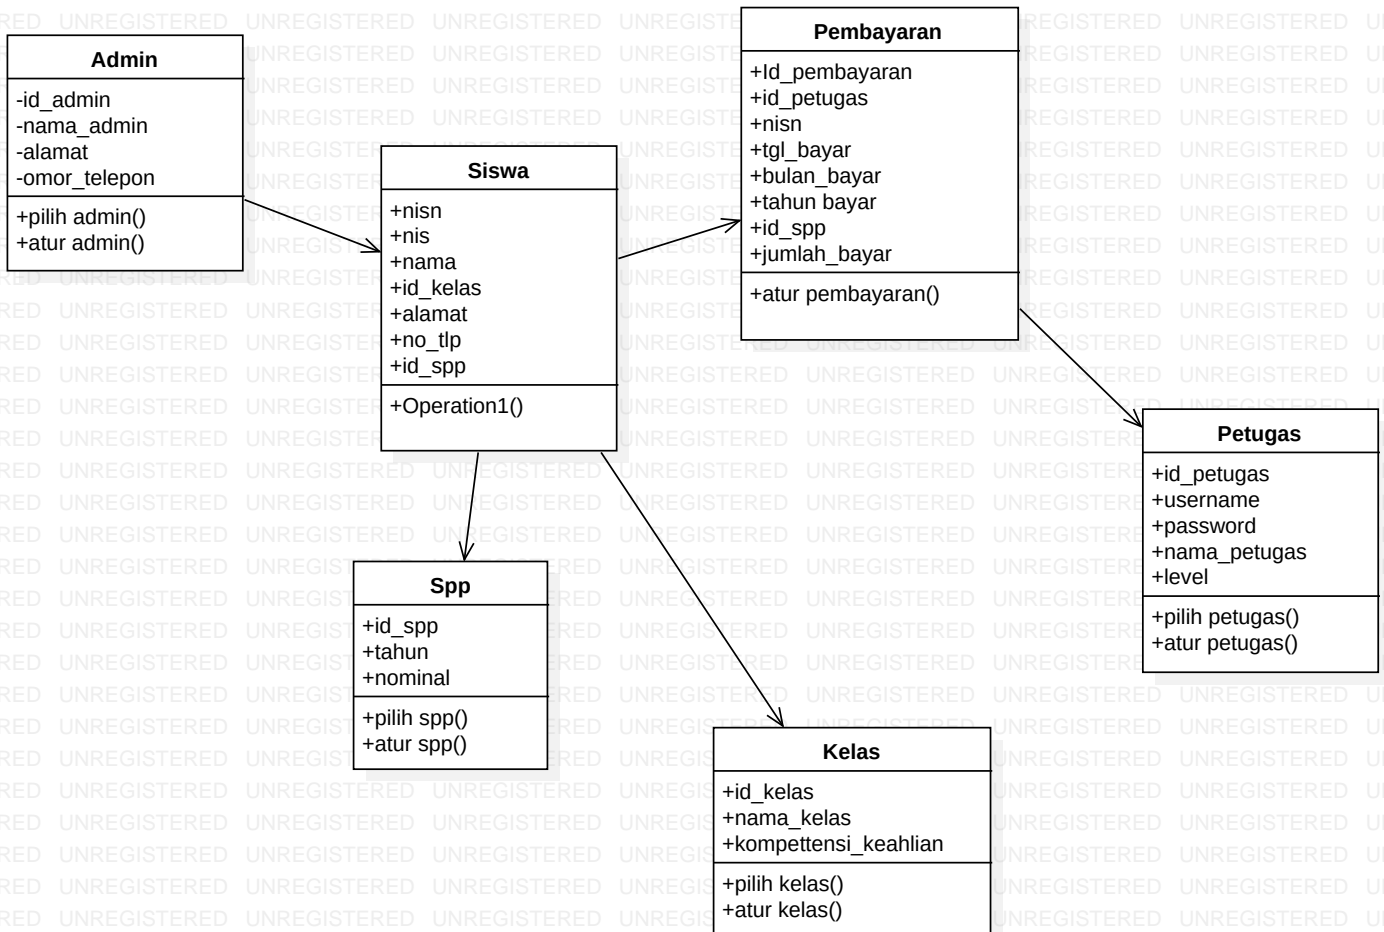 Admin
-id_admin
-nama_admin
-alamat
-omor_telepon
+pilih admin()
+atur admin()
Siswa
+nisn
+nis
+nama
+id_kelas
+alamat
+no_tlp
+id_spp
+Operation1()
Pembayaran
+Id_pembayaran
+id_petugas
+nisn
+tgl_bayar
+bulan_bayar
+tahun bayar
+id_spp
+jumlah_bayar
+atur pembayaran()
Petugas
+id_petugas
+username
+password
+nama_petugas
+level
+pilih petugas()
+atur petugas()
Spp
+id_spp
+tahun
+nominal
+pilih spp()
+atur spp()
Kelas
+id_kelas
+nama_kelas
+kompettensi_keahlian
+pilih kelas()
+atur kelas()
UNREGISTERED